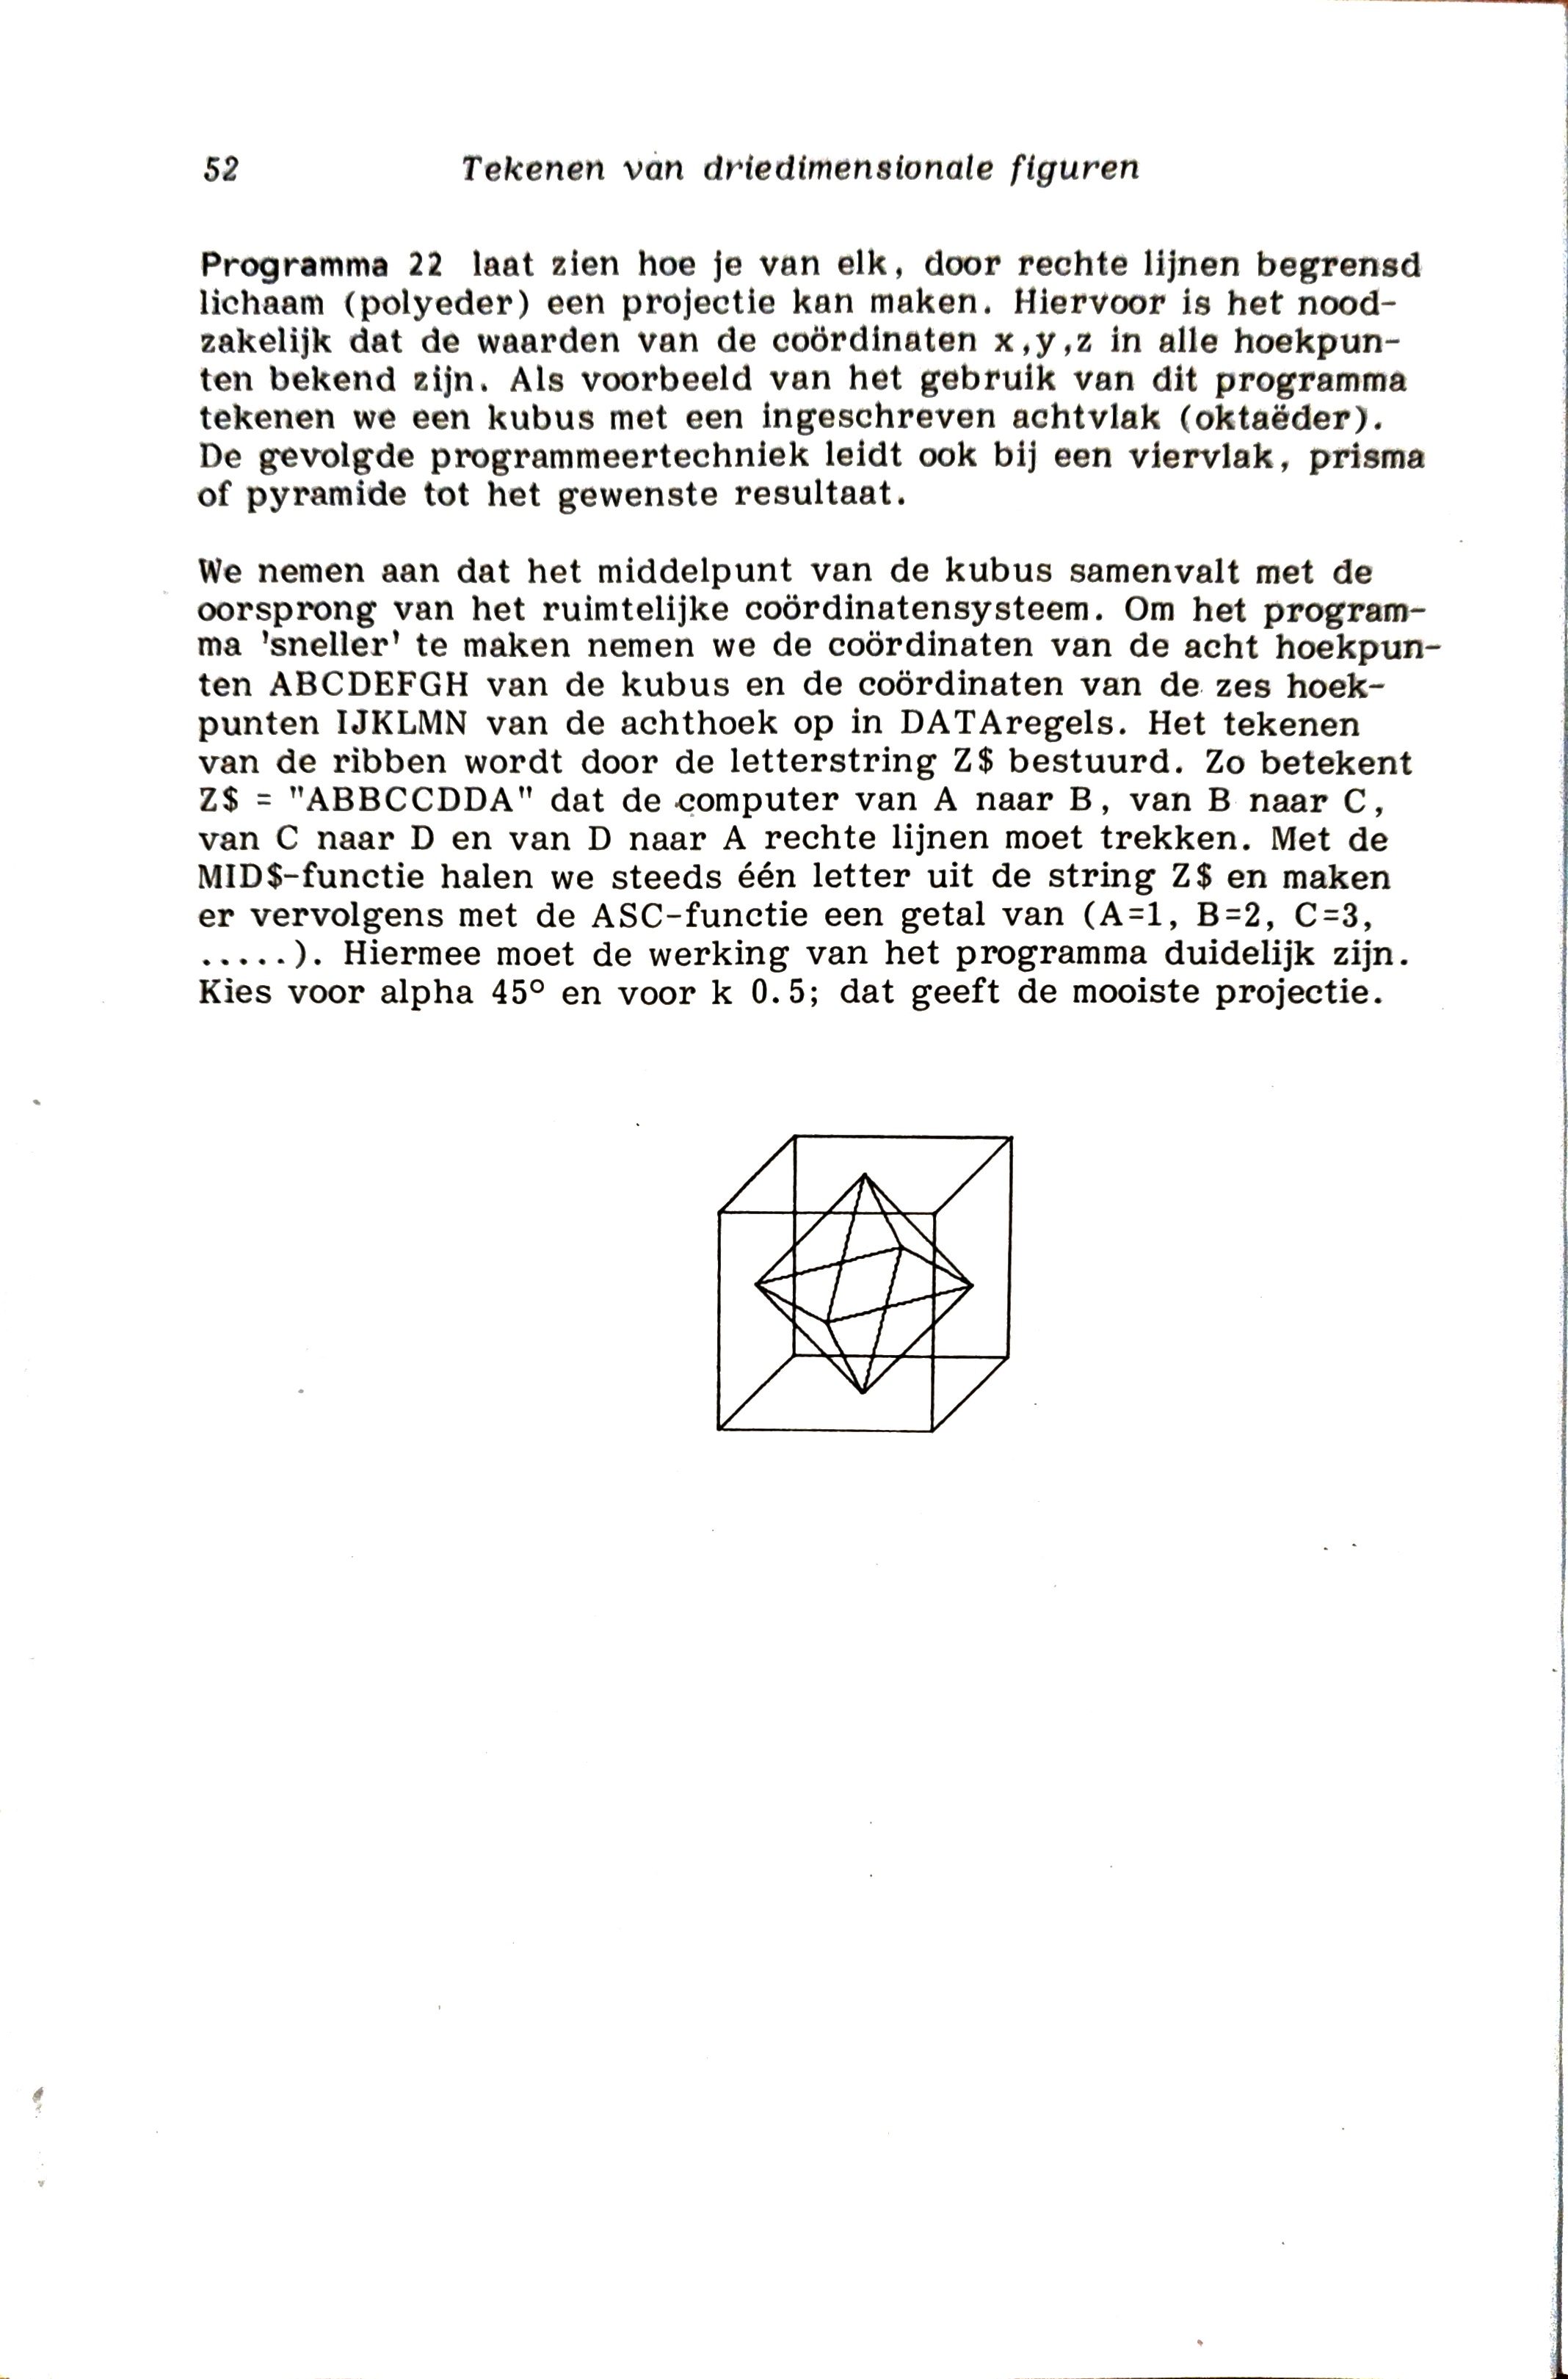 52 Tekenen van driedimensionale figuren
Programma 22 laat zien hoe je van elk, door rechte lijnen begrensd
lichaam (polyeder) een projectie kan maken. Hiervoor is het nood-
zakelijk dat de waarden van de coördinaten x,y,z in alle hoekpun-
ten bekend zijn. Als voorbeeld van het gebruik van dit programma
tekenen we een kubus met een ingeschreven achtvlak (oktaëder).
De gevolgde programmeertechniek leidt ook bij een viervlak, prisma
of pyramide tot het gewenste resultaat.
We nemen aan dat het middelpunt van de kubus samenvalt met de
oorsprong van het ruimtelijke coördinatensysteem. Om het program-
ma 'sneller' te maken nemen we de coördinaten van de acht hoekpun-
ten ABCDEFGH van de kubus en de coördinaten van de zes hoek-
punten IJKLMN van de achthoek op in DATAregels. Het tekenen
van de ribben wordt door de letterstring Z$ bestuurd. Zo betekent
Z$ = "ABBCCDDA" dat de computer van A naar B, van B naar C,
van C naar D en van D naar A rechte lijnen moet trekken. Met de
MID$-functie halen we steeds één letter uit de string Z$ en maken
er vervolgens met de ASC-functie een getal van (A=1, B=2, C=3,
.....). Hiermee moet de werking van het programma duidelijk zijn.
Kies voor alpha 45° en voor k 0.5; dat geeft de mooiste projectie.